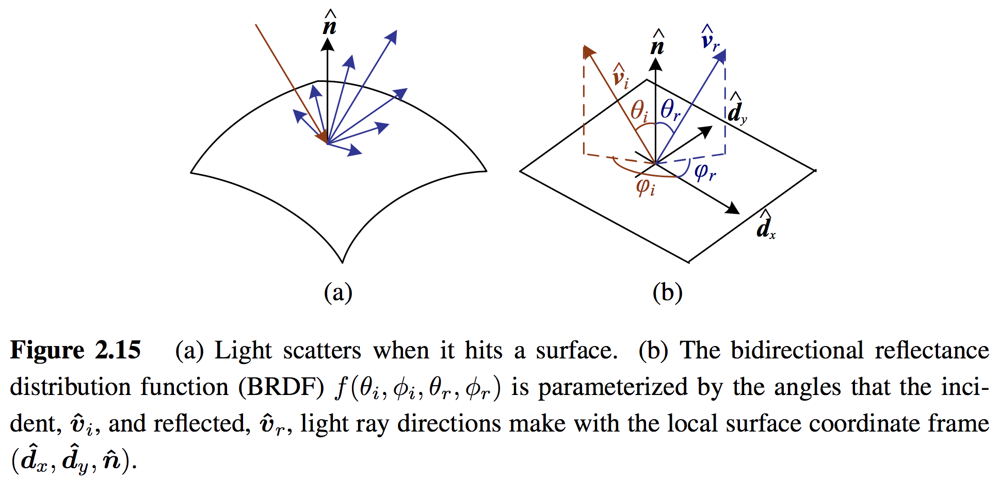 n̂
(a)
n̂
v̂ᵢ
v̂ᵣ
θᵢ θᵣ
d̂ᵧ
φᵢ
φᵣ
d̂ₓ
(b)
Figure 2.15 (a) Light scatters when it hits a surface. (b) The bidirectional reflectance
distribution function (BRDF) f(θᵢ, ϕᵢ, θᵣ, ϕᵣ) is parameterized by the angles that the inci-
dent, v̂ᵢ, and reflected, v̂ᵣ, light ray directions make with the local surface coordinate frame
(d̂ₓ, d̂ᵧ, n̂).